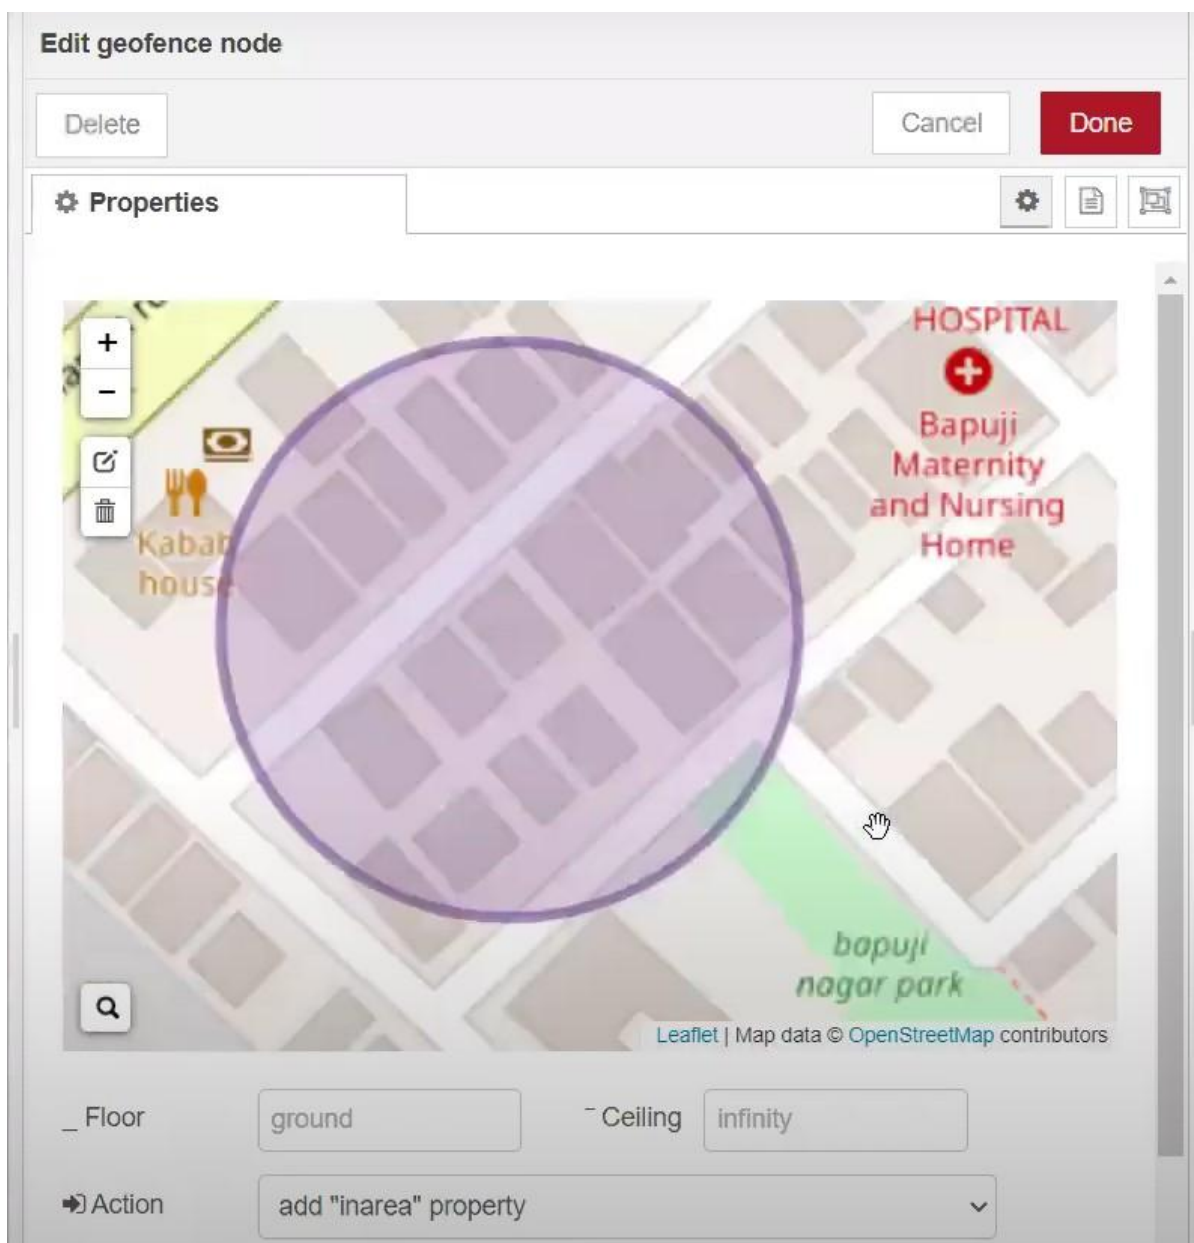 Edit geofence node
Delete
Cancel
Done
Properties
+
−
HOSPITAL
Bapuji
Maternity
and Nursing
Home
Kabab
house
bapuji
nagar park
Leaflet | Map data © OpenStreetMap contributors
_ Floor
ground
‾ Ceiling
infinity
Action
add "inarea" property